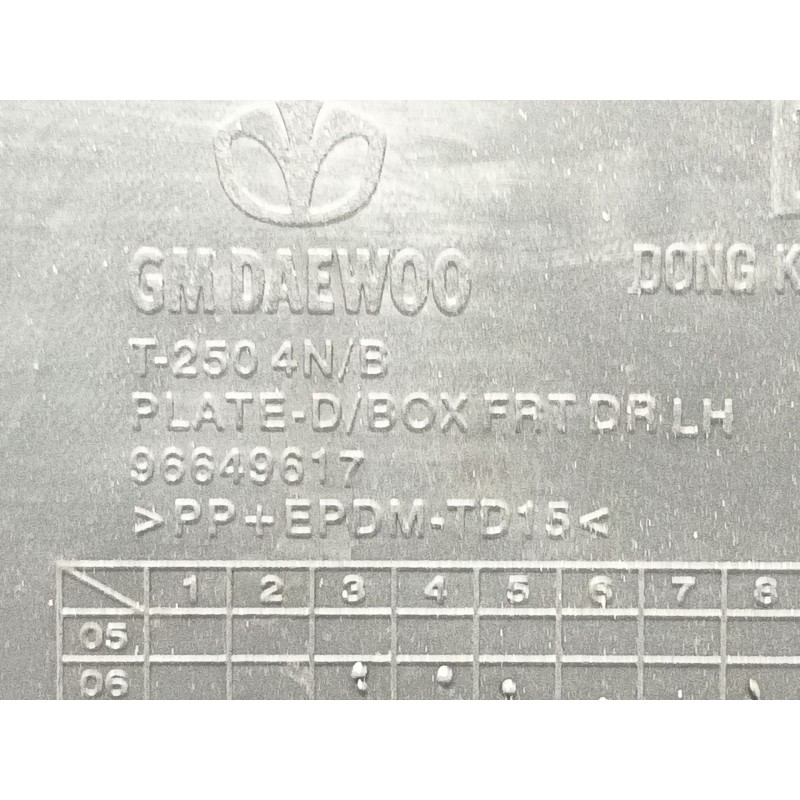 GM DAEWOO
DONG K
T-250 4N/B
PLATE-D/BOX FRT DR LH
96649617
>PP+EPDM-TD15<
1 2 3 4 5 6 7 8
05
06